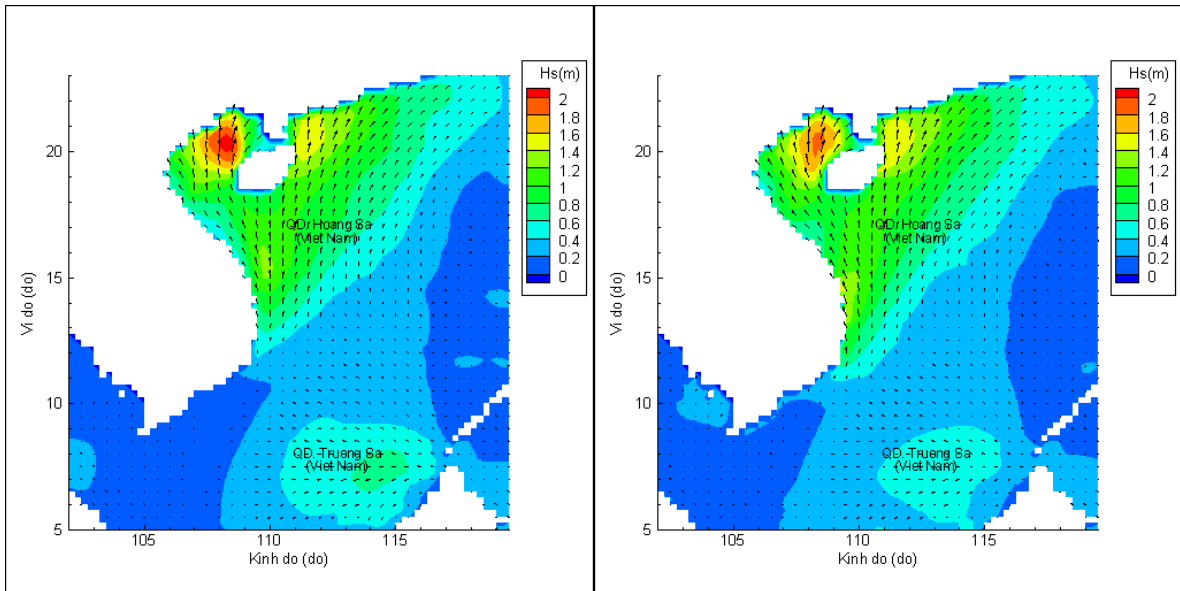 Hs(m)
2
1.8
1.6
1.4
1.2
1
0.8
0.6
0.4
0.2
0
20
15
10
5
Vi do (do)
QD. Hoang Sa
(Viet Nam)
QD. Truong Sa
(Viet Nam)
105
110
115
Kinh do (do)
Hs(m)
2
1.8
1.6
1.4
1.2
1
0.8
0.6
0.4
0.2
0
20
15
10
5
Vi do (do)
QD. Hoang Sa
(Viet Nam)
QD. Truong Sa
(Viet Nam)
105
110
115
Kinh do (do)